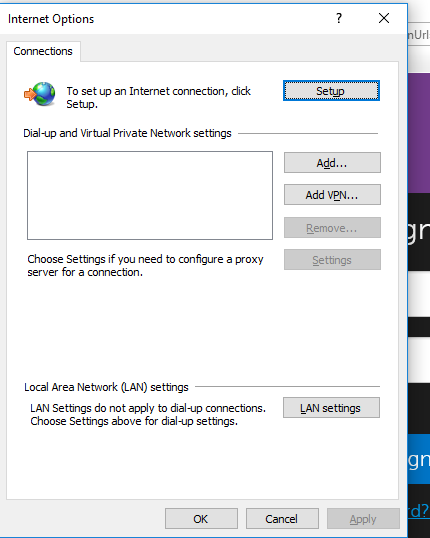 Internet Options
?
Connections
To set up an Internet connection, click
Setup.
Setup
Dial-up and Virtual Private Network settings
Add...
Add VPN...
Remove...
Choose Settings if you need to configure a proxy
server for a connection.
Settings
Local Area Network (LAN) settings
LAN Settings do not apply to dial-up connections.
Choose Settings above for dial-up settings.
LAN settings
OK
Cancel
Apply
nUrl
gn
gn
rd?